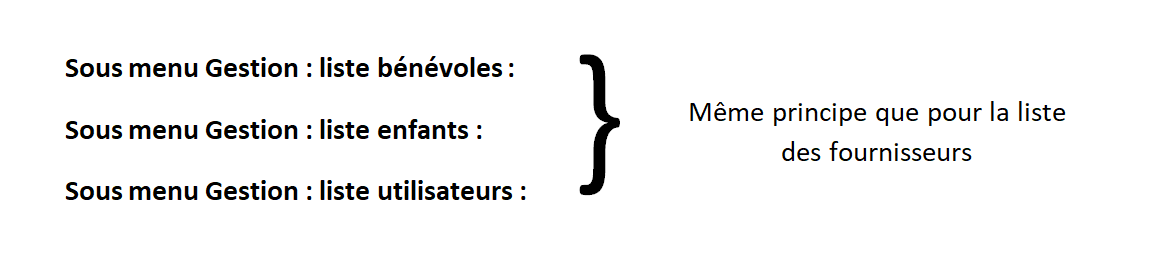 Sous menu Gestion : liste bénévoles :
Sous menu Gestion : liste enfants :
Sous menu Gestion : liste utilisateurs :
Même principe que pour la liste
des fournisseurs